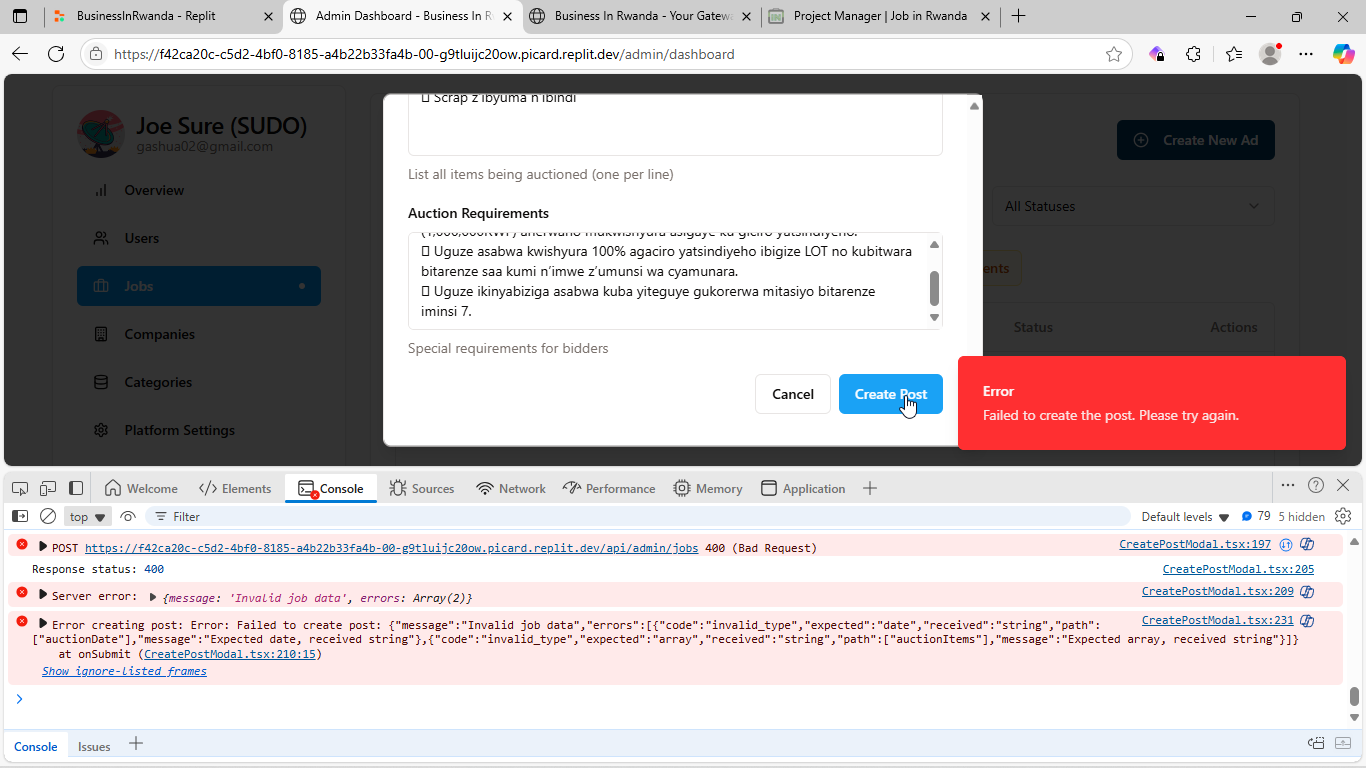 BusinessInRwanda - Replit
Admin Dashboard - Business In R
Business In Rwanda - Your Gatew
Project Manager | Job in Rwanda
https://f42ca20c-c5d2-4bf0-8185-a4b22b33fa4b-00-g9tluijc20ow.picard.replit.dev/admin/dashboard
Joe Sure (SUDO)
gashua02@gmail.com
Overview
Users
Jobs
Companies
Categories
Platform Settings
Create New Ad
All Statuses
ents
Status
Actions
▯ Scrap z'ibyuma n'ibindi
List all items being auctioned (one per line)
Auction Requirements
(1,000,000RWF) aherwaho mukwishyura asigaye ku giciro yatsindiyeho.
▯ Uguze asabwa kwishyura 100% agaciro yatsindiyeho ibigize LOT no kubitwara
bitarenze saa kumi n'imwe z'umunsi wa cyamunara.
▯ Uguze ikinyabiziga asabwa kuba yiteguye gukorerwa mitasiyo bitarenze
iminsi 7.
Special requirements for bidders
Cancel
Create Post
Error
Failed to create the post. Please try again.
Welcome
Elements
Console
Sources
Network
Performance
Memory
Application
top
Filter
Default levels
79
5 hidden
POST https://f42ca20c-c5d2-4bf0-8185-a4b22b33fa4b-00-g9tluijc20ow.picard.replit.dev/api/admin/jobs 400 (Bad Request)
CreatePostModal.tsx:197
Response status: 400
CreatePostModal.tsx:205
Server error: {message: 'Invalid job data', errors: Array(2)}
CreatePostModal.tsx:209
Error creating post: Error: Failed to create post: {"message":"Invalid job data","errors":[{"code":"invalid_type","expected":"date","received":"string","path":
CreatePostModal.tsx:231
["auctionDate"],"message":"Expected date, received string"},{"code":"invalid_type","expected":"array","received":"string","path":["auctionItems"],"message":"Expected array, received string"}]}
at onSubmit (CreatePostModal.tsx:210:15)
Show ignore-listed frames
Console
Issues